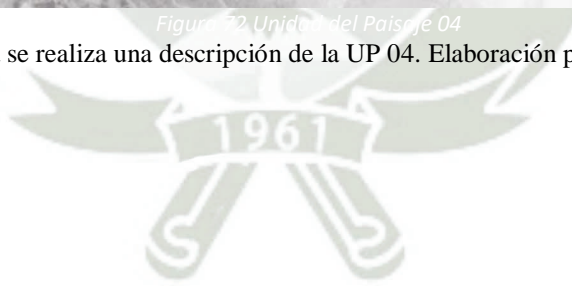 Figura 72 Unidad del Paisaje 04
se realiza una descripción de la UP 04. Elaboración p
1961